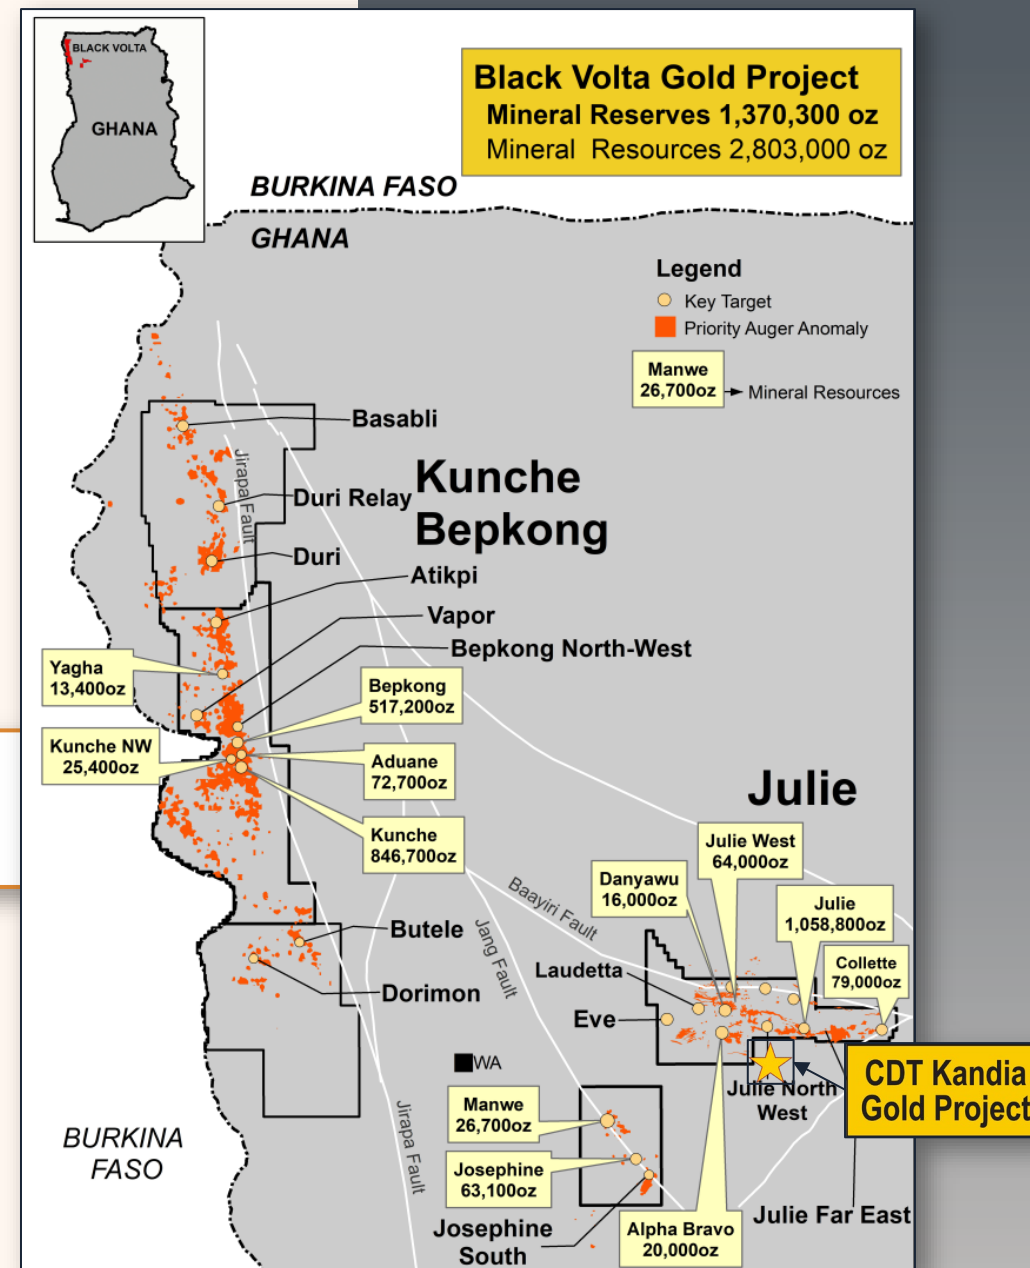 BLACK VOLTA
GHANA
Black Volta Gold Project
Mineral Reserves 1,370,300 oz
Mineral Resources 2,803,000 oz
BURKINA FASO
GHANA
Legend
Key Target
Priority Auger Anomaly
Manwe
26,700oz
Mineral Resources
Basabli
Kunche
Bepkong
Jirapa Fault
Duri Relay
Duri
Atikpi
Vapor
Bepkong North-West
Yagha
13,400oz
Bepkong
517,200oz
Kunche NW
25,400oz
Aduane
72,700oz
Kunche
846,700oz
Julie
Julie West
64,000oz
Danyawu
16,000oz
Julie
1,058,800oz
Collette
79,000oz
Baayiri Fault
Jang Fault
Butele
Dorimon
Laudetta
Eve
WA
CDT Kandia
Gold Project
Julie North
West
Manwe
26,700oz
Jirapa Fault
BURKINA
FASO
Josephine
63,100oz
Josephine
South
Alpha Bravo
20,000oz
Julie Far East